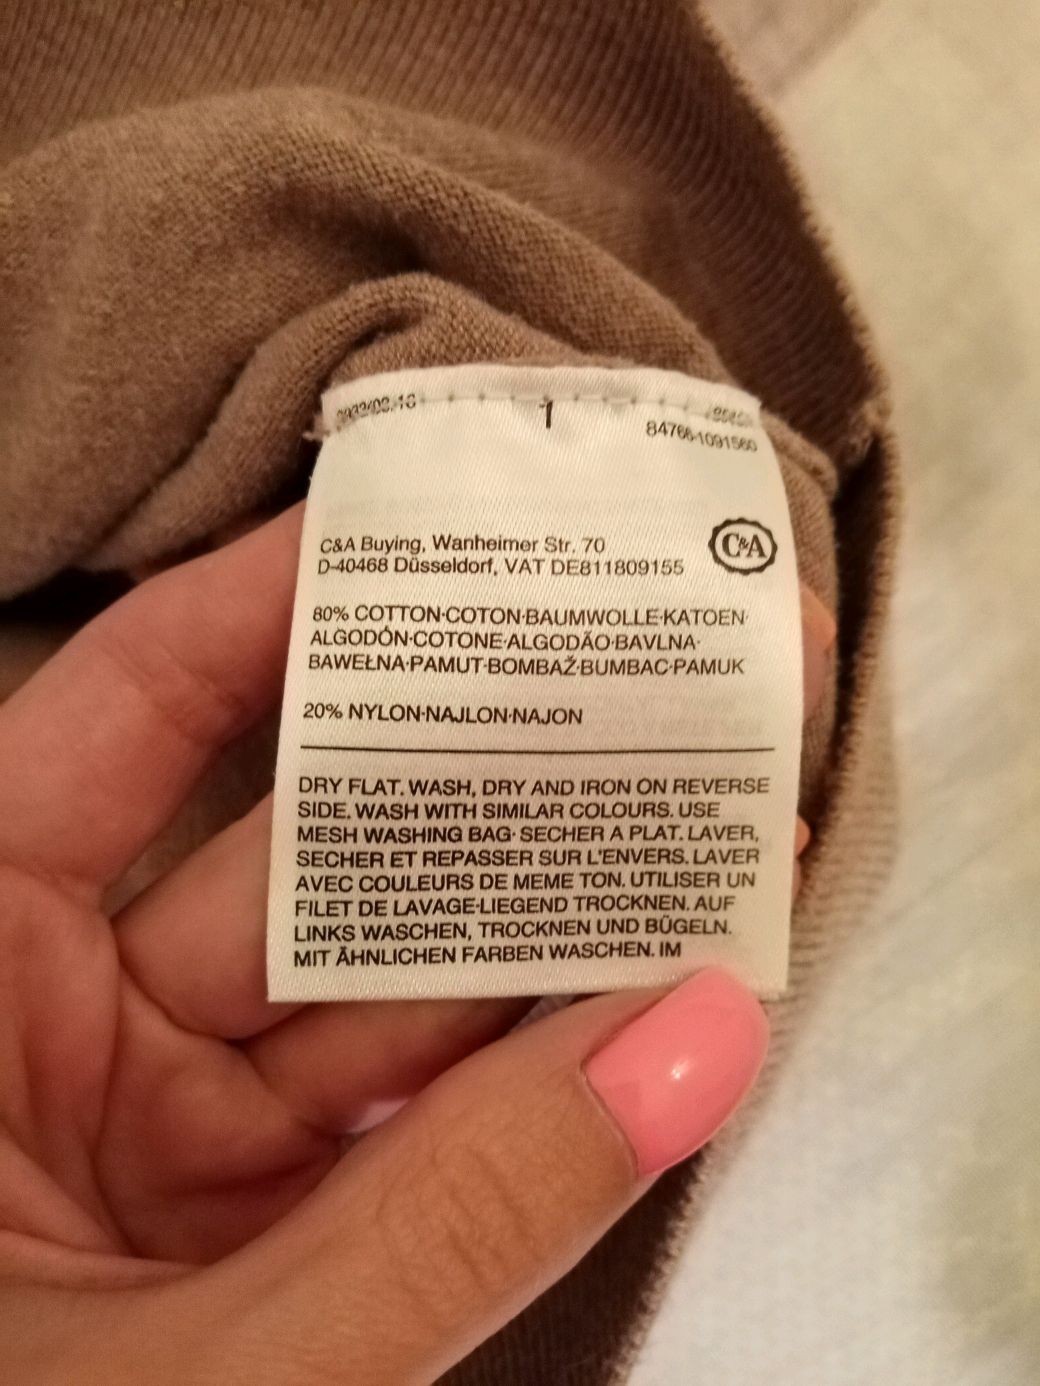 1
84766-1091560
C&A Buying, Wanheimer Str. 70
D-40468 Düsseldorf, VAT DE811809155
C&A
80% COTTON·COTON·BAUMWOLLE·KATOEN·
ALGODÓN·COTONE·ALGODÃO·BAVLNA·
BAWEŁNA·PAMUT·BOMBAŽ·BUMBAC·PAMUK
20% NYLON·NAJLON·NAJON
DRY FLAT. WASH, DRY AND IRON ON REVERSE
SIDE. WASH WITH SIMILAR COLOURS. USE
MESH WASHING BAG· SECHER A PLAT. LAVER,
SECHER ET REPASSER SUR L'ENVERS. LAVER
AVEC COULEURS DE MEME TON. UTILISER UN
FILET DE LAVAGE·LIEGEND TROCKNEN. AUF
LINKS WASCHEN, TROCKNEN UND BÜGELN.
MIT ÄHNLICHEN FARBEN WASCHEN. IM